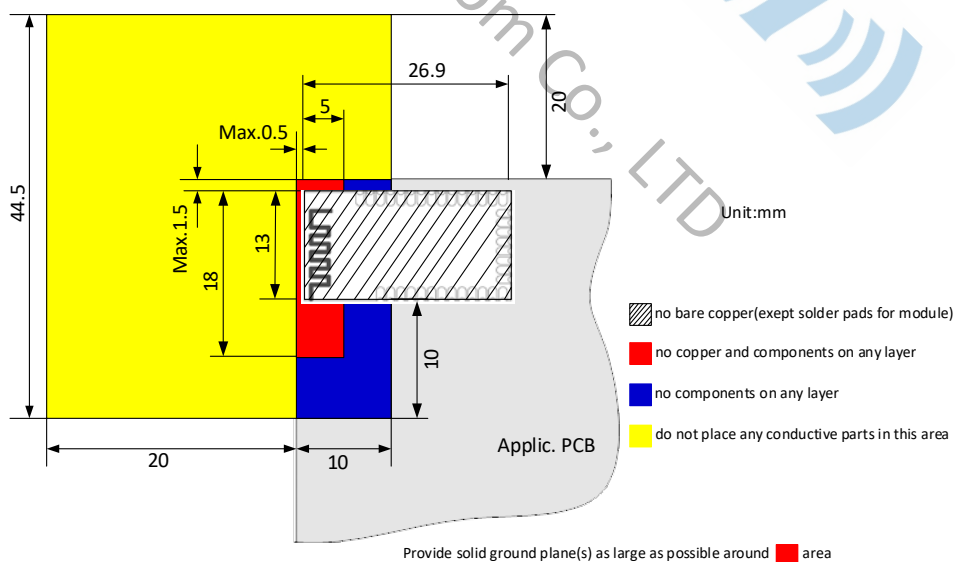 om Co., LTD
26.9
5
20
Max.0.5
44.5
Max.1.5
18
13
Unit:mm
no bare copper(exept solder pads for module)
no copper and components on any layer
10
no components on any layer
do not place any conductive parts in this area
Applic. PCB
20
10
Provide solid ground plane(s) as large as possible around area